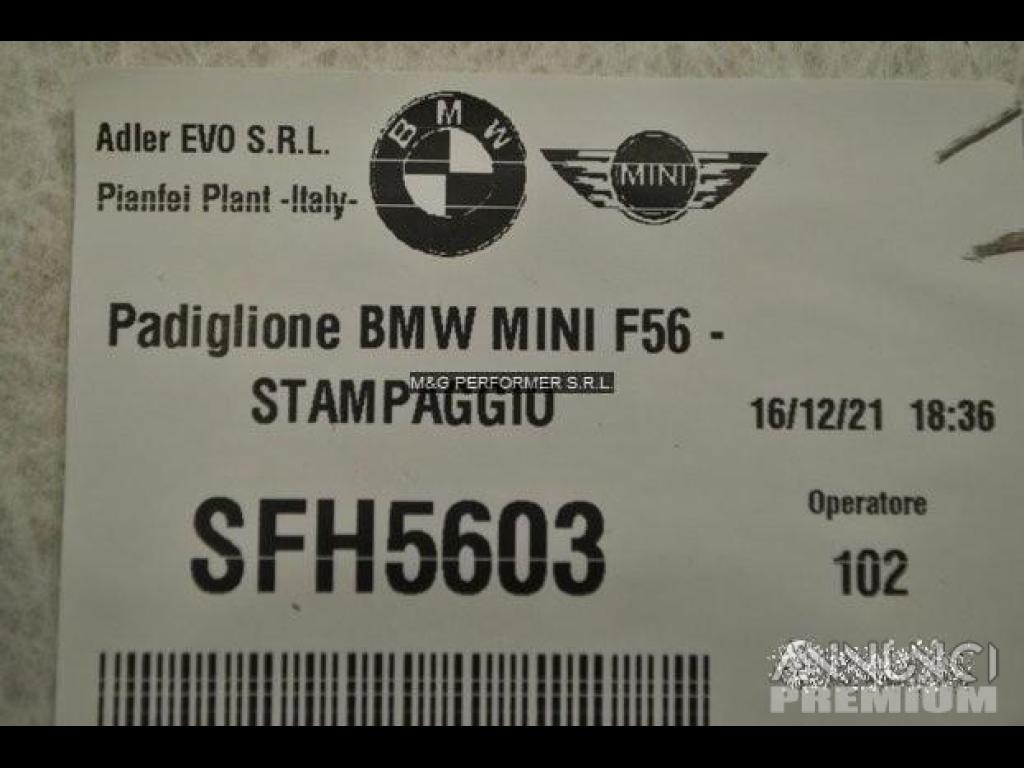 Adler EVO S.R.L.
Pianfei Plant -Italy-
BMW
MINI
Padiglione BMW MINI F56 -
STAMPAGGIO
M&G PERFORMER S.R.L.
16/12/21 18:36
SFH5603
Operatore
102
ANNUNCI
PREMIUM